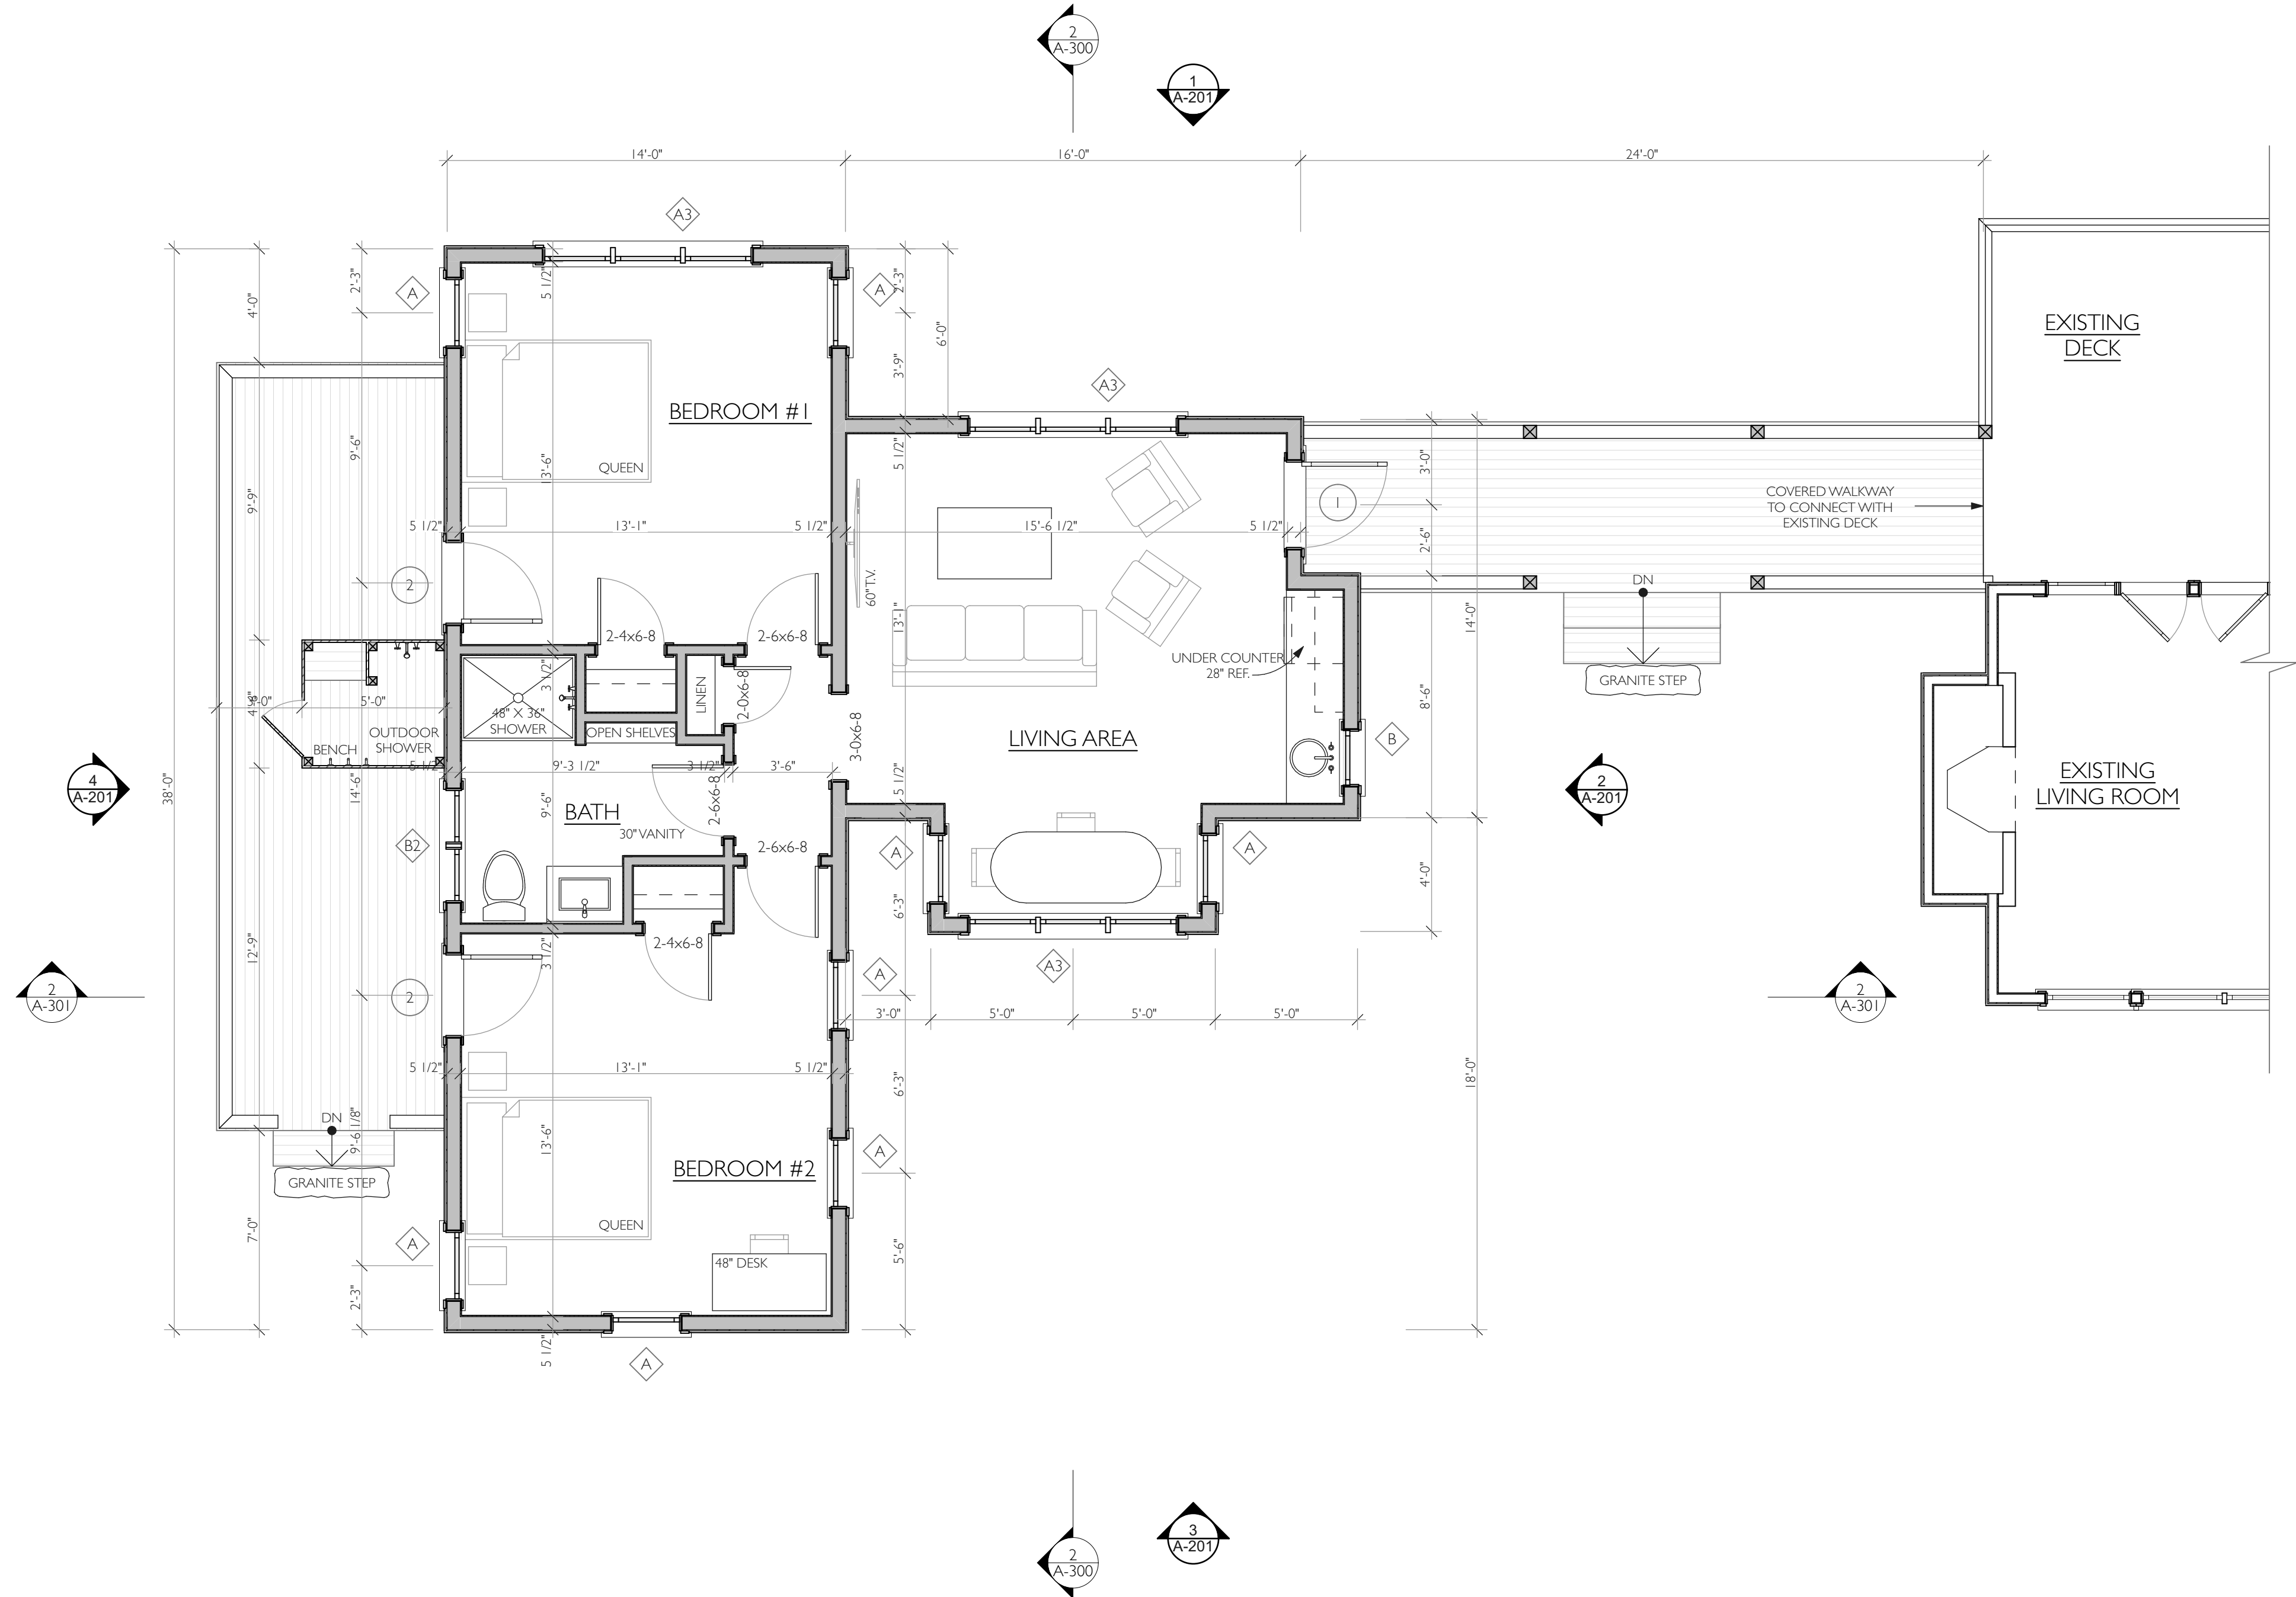 2
A-300
1
A-201
14'-0"
16'-0"
24'-0"
A3
2'-3"
4'-0"
A
5 1/2"
A
2'-3"
6'-0"
3'-9"
EXISTING
DECK
A3
BEDROOM #1
9'-6"
QUEEN
13'-6"
5 1/2"
3'-0"
9'-9"
COVERED WALKWAY
TO CONNECT WITH
EXISTING DECK
1
5 1/2"
13'-1"
5 1/2"
15'-6 1/2"
5 1/2"
2'-6"
2
60" T.V.
DN
2-4x6-8
2-6x6-8
13'-1"
14'-0"
UNDER COUNTER
28" REF.
GRANITE STEP
3 1/2"
LINEN
2-0x6-8
5'-0"
48" X 36"
SHOWER
OPEN SHELVES
8'-6"
OUTDOOR
SHOWER
BENCH
3-0x6-8
LIVING AREA
B
5 1/2"
9'-3 1/2"
3 1/2"
3'-6"
5 1/2"
4
A-201
38'-0"
14'-6"
2
A-201
EXISTING
LIVING ROOM
9'-6"
BATH
2-6x6-8
30" VANITY
B2
2-6x6-8
A
A
4'-0"
6'-3"
12'-9"
3 1/2"
2-4x6-8
A3
A
2
A-301
2
2
A-301
3'-0"
5'-0"
5'-0"
5'-0"
5 1/2"
13'-1"
5 1/2"
6'-3"
18'-0"
DN
9'-6 1/8"
13'-6"
A
BEDROOM #2
GRANITE STEP
QUEEN
7'-0"
A
5'-6"
48" DESK
2'-3"
5 1/2"
A
2
A-300
3
A-201